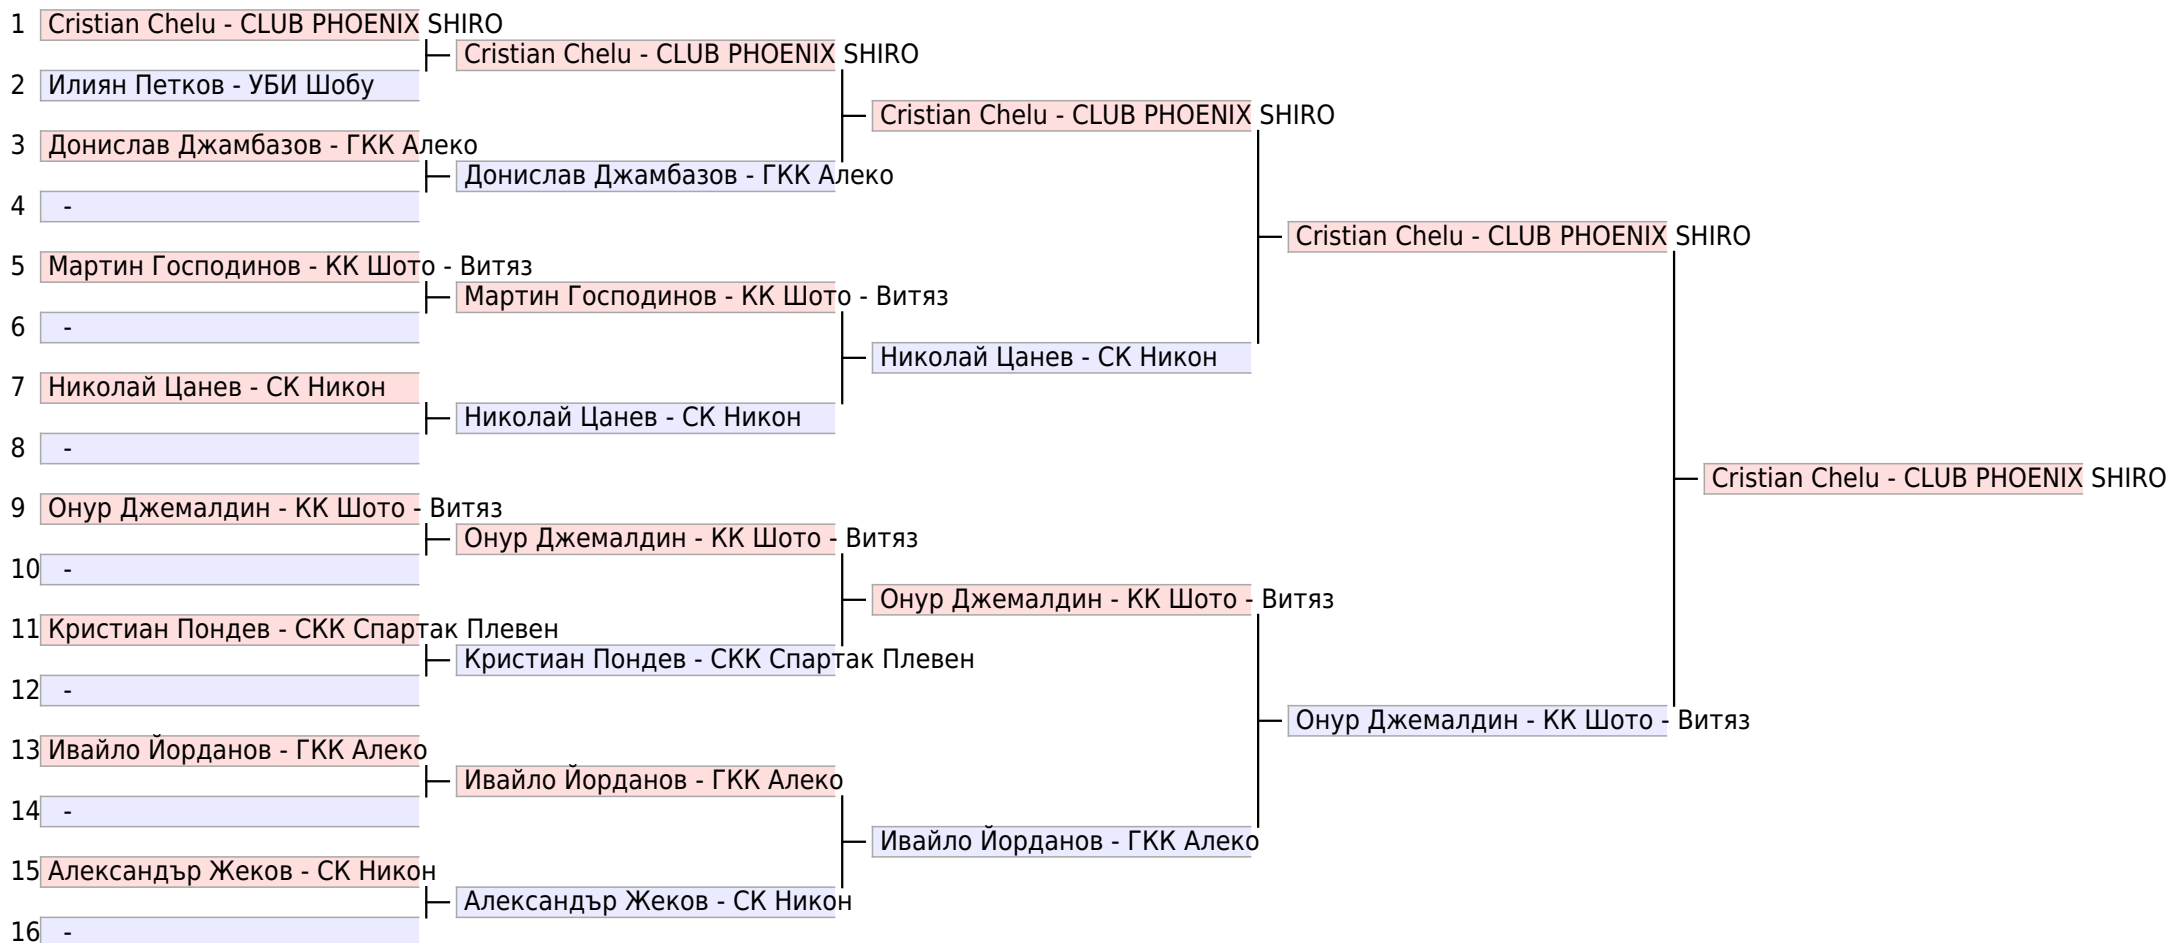 1 Cristian Chelu - CLUB PHOENIX SHIRO
Cristian Chelu - CLUB PHOENIX SHIRO
2 Илиян Петков - УБИ Шобу
Cristian Chelu - CLUB PHOENIX SHIRO
3 Донислав Джамбазов - ГКК Алеко
Донислав Джамбазов - ГКК Алеко
4 -
Cristian Chelu - CLUB PHOENIX SHIRO
5 Мартин Господинов - КК Шото - Витяз
Мартин Господинов - КК Шото - Витяз
6 -
Николай Цанев - СК Никон
7 Николай Цанев - СК Никон
Николай Цанев - СК Никон
8 -
Cristian Chelu - CLUB PHOENIX SHIRO
9 Онур Джемалдин - КК Шото - Витяз
Онур Джемалдин - КК Шото - Витяз
10 -
Онур Джемалдин - КК Шото - Витяз
11 Кристиан Пондев - СКК Спартак Плевен
Кристиан Пондев - СКК Спартак Плевен
12 -
Онур Джемалдин - КК Шото - Витяз
13 Ивайло Йорданов - ГКК Алеко
Ивайло Йорданов - ГКК Алеко
14 -
Ивайло Йорданов - ГКК Алеко
15 Александър Жеков - СК Никон
Александър Жеков - СК Никон
16 -